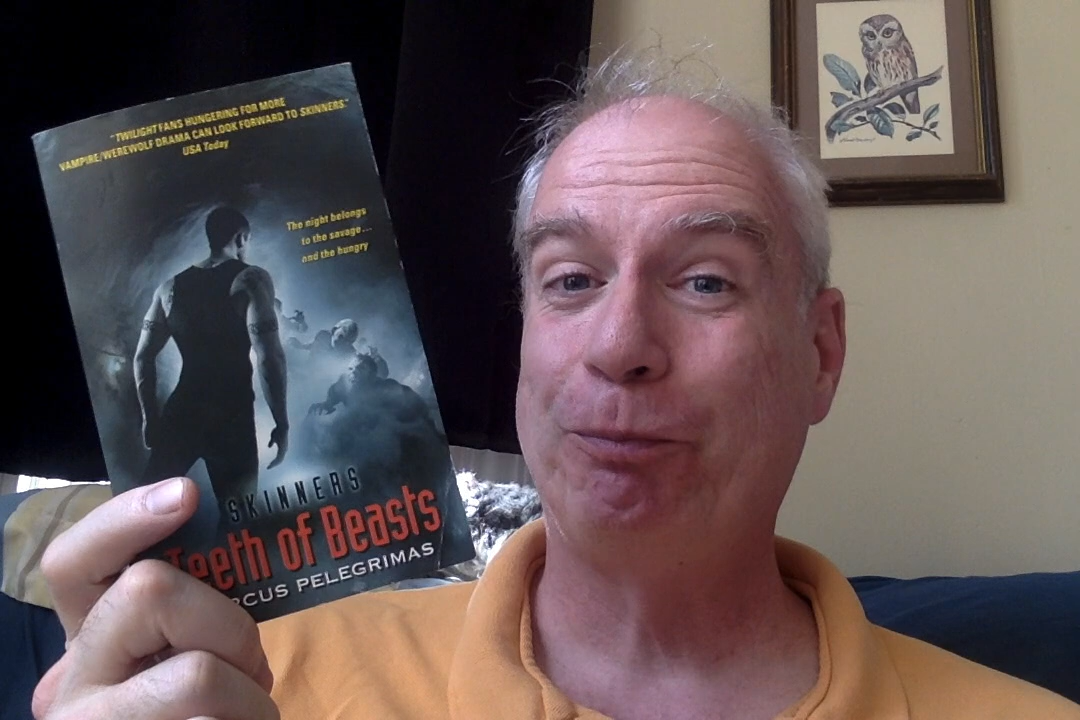 "TWILIGHT FANS HUNGERING FOR MORE
VAMPIRE/WEREWOLF DRAMA CAN LOOK FORWARD TO SKINNERS."
USA Today
The night belongs
to the savage...
and the hungry
SKINNERS
Teeth of Beasts
RCUS PELEGRIMAS